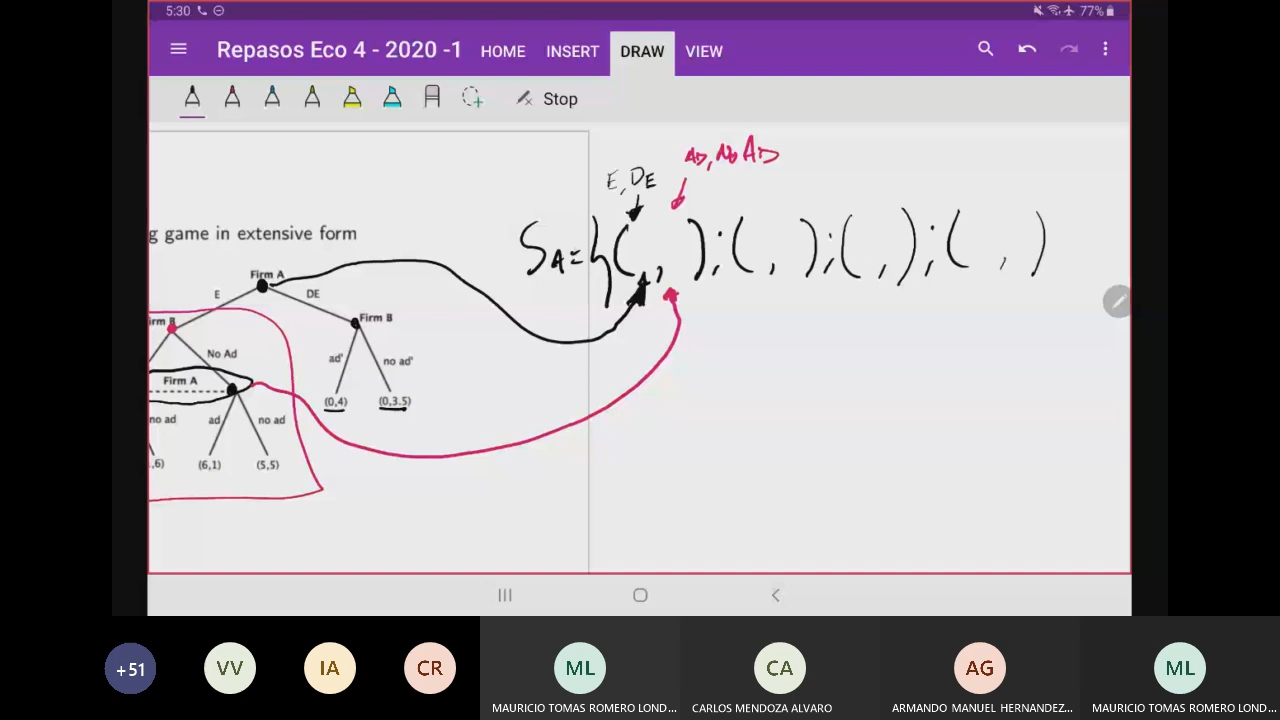 5:30 77%
Repasos Eco 4 - 2020 -1 HOME INSERT DRAW VIEW
Stop
AD, No AD
E, DE
g game in extensive form
S_A = {( , ); ( , ); ( , ); ( , )
Firm A
E DE
irm B Firm B
No Ad ad' no ad'
Firm A
(0,4) (0,3.5)
no ad ad no ad
,6) (6,1) (5,5)
+51 VV IA CR ML CA AG ML
MAURICIO TOMAS ROMERO LOND... CARLOS MENDOZA ALVARO ARMANDO MANUEL HERNANDEZ... MAURICIO TOMAS ROMERO LOND...